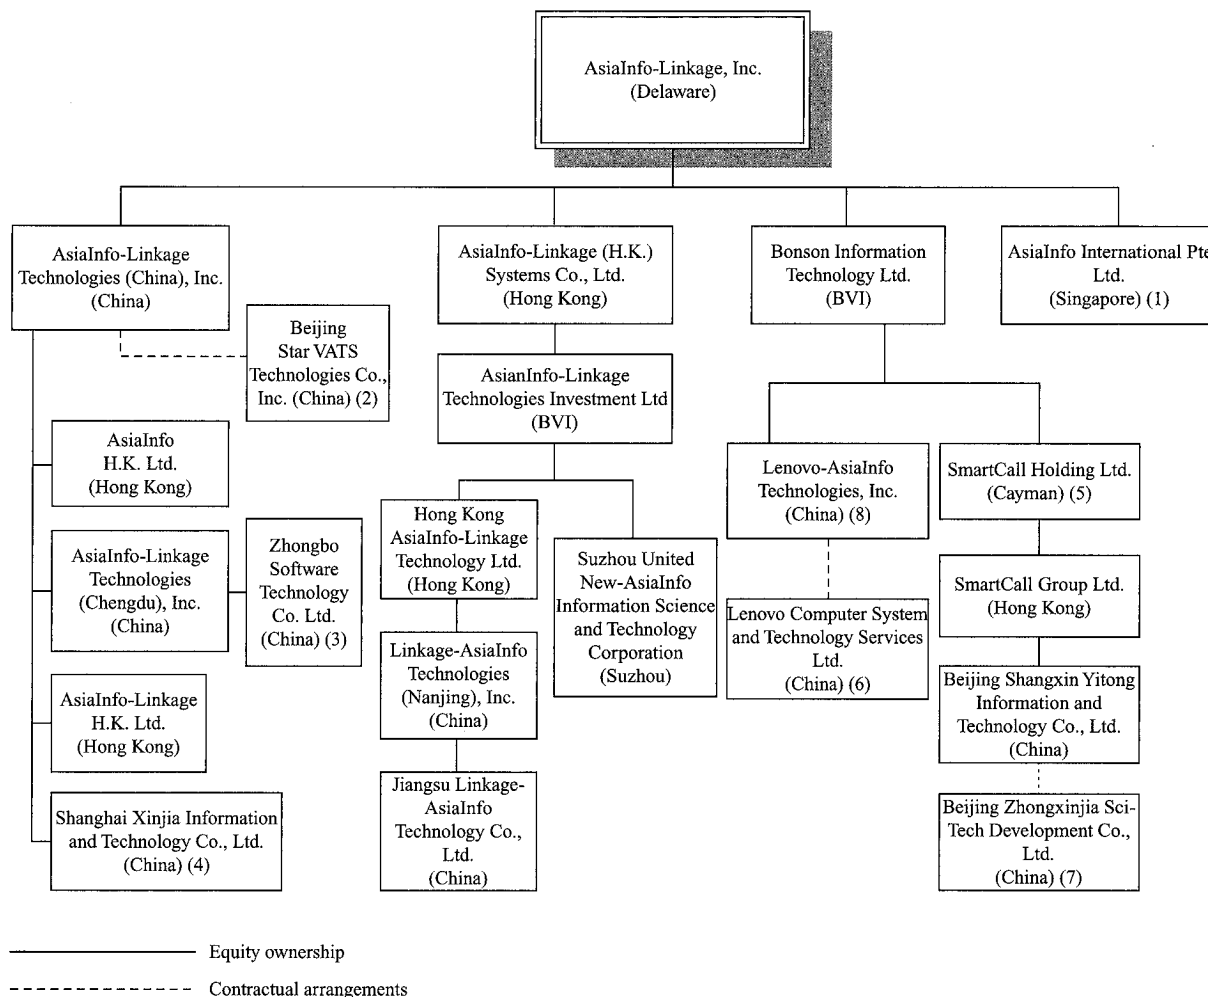 AsiaInfo-Linkage, Inc.
(Delaware)
AsiaInfo-Linkage
Technologies (China), Inc.
(China)
AsiaInfo-Linkage (H.K.)
Systems Co., Ltd.
(Hong Kong)
Bonson Information
Technology Ltd.
(BVI)
AsiaInfo International Pte
Ltd.
(Singapore) (1)
Beijing
Star VATS
Technologies Co.,
Inc. (China) (2)
AsianInfo-Linkage
Technologies Investment Ltd
(BVI)
AsiaInfo
H.K. Ltd.
(Hong Kong)
Lenovo-AsiaInfo
Technologies, Inc.
(China) (8)
SmartCall Holding Ltd.
(Cayman) (5)
AsiaInfo-Linkage
Technologies
(Chengdu), Inc.
(China)
Zhongbo
Software
Technology
Co. Ltd.
(China) (3)
Hong Kong
AsiaInfo-Linkage
Technology Ltd.
(Hong Kong)
Suzhou United
New-AsiaInfo
Information Science
and Technology
Corporation
(Suzhou)
SmartCall Group Ltd.
(Hong Kong)
Lenovo Computer System
and Technology Services
Ltd.
(China) (6)
Linkage-AsiaInfo
Technologies
(Nanjing), Inc.
(China)
AsiaInfo-Linkage
H.K. Ltd.
(Hong Kong)
Beijing Shangxin Yitong
Information and
Technology Co., Ltd.
(China)
Jiangsu Linkage-
AsiaInfo
Technology Co.,
Ltd.
(China)
Shanghai Xinjia Information
and Technology Co., Ltd.
(China) (4)
Beijing Zhongxinjia Sci-
Tech Development Co.,
Ltd.
(China) (7)
Equity ownership
Contractual arrangements